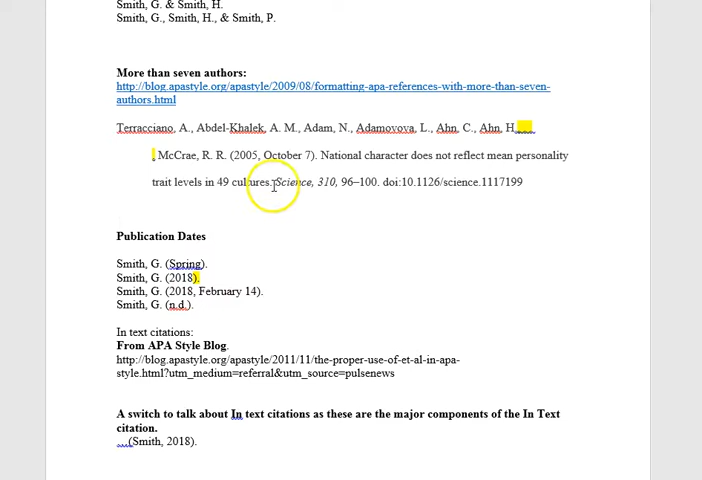 Smith, G. & Smith, H.
Smith, G., Smith, H., & Smith, P.
More than seven authors:
http://blog.apastyle.org/apastyle/2009/08/formatting-apa-references-with-more-than-seven-
authors.html
Terracciano, A., Abdel-Khalek, A. M., Adam, N., Adamovova, L., Ahn, C., Ahn, H. . .
. McCrae, R. R. (2005, October 7). National character does not reflect mean personality
trait levels in 49 cultures. Science, 310, 96–100. doi:10.1126/science.1117199
Publication Dates
Smith, G. (Spring).
Smith, G. (2018).
Smith, G. (2018, February 14).
Smith, G. (n.d.).
In text citations:
From APA Style Blog.
http://blog.apastyle.org/apastyle/2011/11/the-proper-use-of-et-al-in-apa-
style.html?utm_medium=referral&utm_source=pulsenews
A switch to talk about In text citations as these are the major components of the In Text
citation.
…(Smith, 2018).